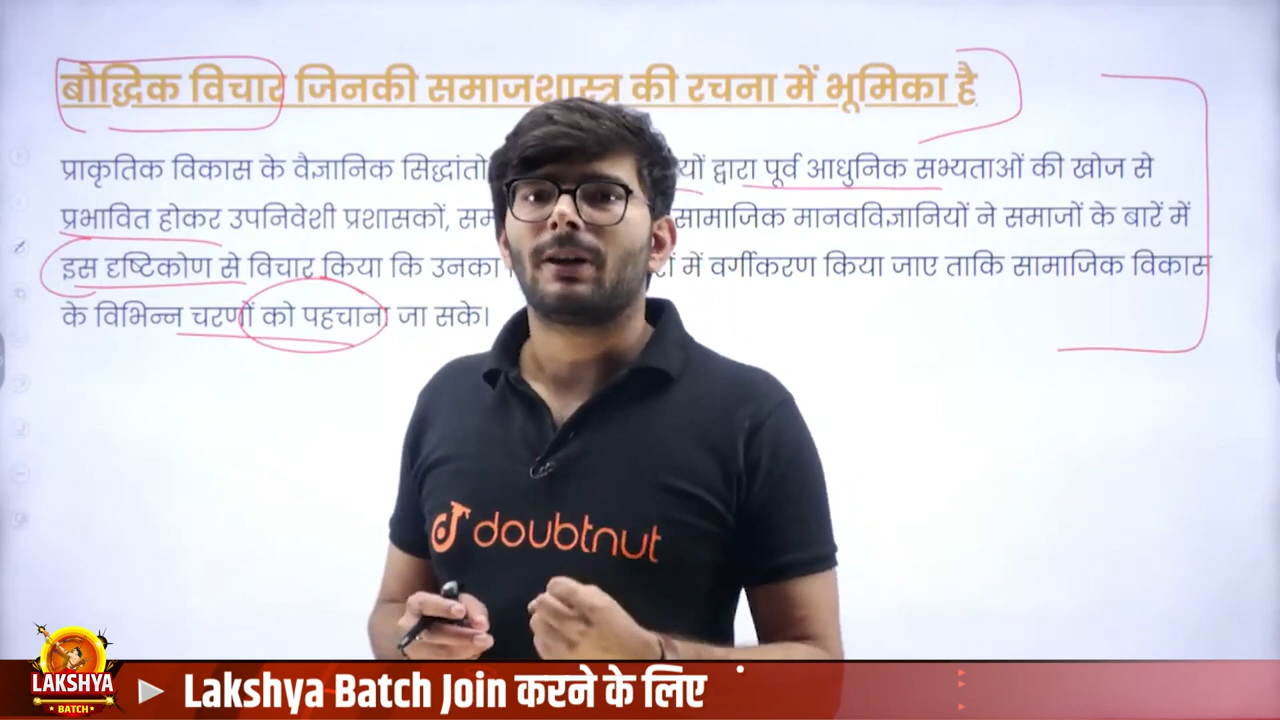 बौद्धिक विचार जिनकी समाजशास्त्र की रचना में भूमिका है
प्राकृतिक विकास के वैज्ञानिक सिद्धांतो द्वारा पूर्व आधुनिक सभ्यताओं की खोज से
प्रभावित होकर उपनिवेशी प्रशासकों, सामाजिक मानवविज्ञानियों ने समाजों के बारें में
इस दृष्टिकोण से विचार किया कि उनका में वर्गीकरण किया जाए ताकि सामाजिक विकास
के विभिन्न चरणों को पहचाना जा सके।
doubtnut
LAKSHYA
BATCH
Lakshya Batch Join करने के लिए